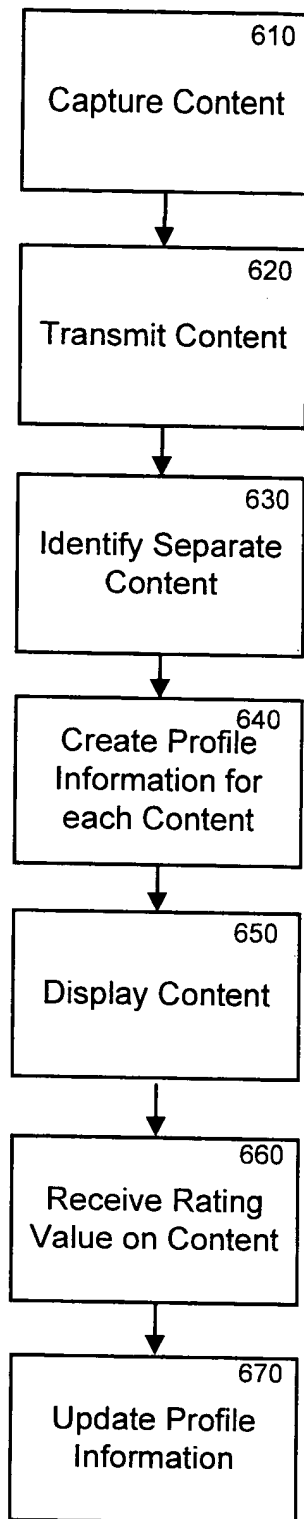 610
Capture Content
620
Transmit Content
630
Identify Separate
Content
640
Create Profile
Information for
each Content
650
Display Content
660
Receive Rating
Value on Content
670
Update Profile
Information